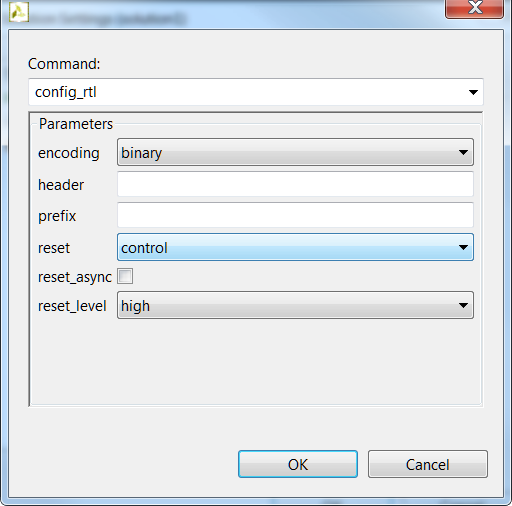 Command:
config_rtl
Parameters
encoding binary
header
prefix
reset control
reset_async
reset_level high
OK Cancel